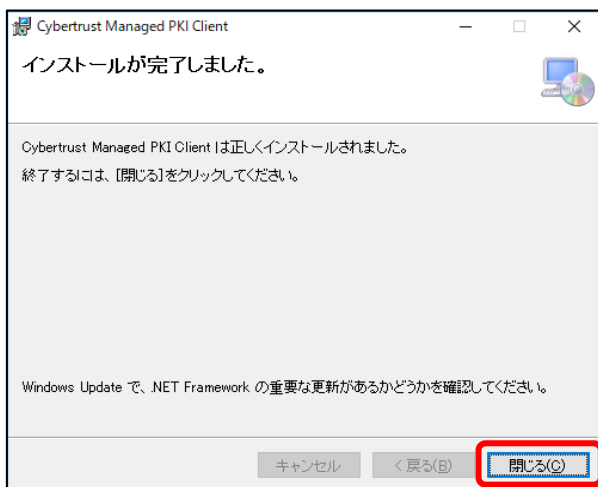 Cybertrust Managed PKI Client
インストールが完了しました。
Cybertrust Managed PKI Client は正しくインストールされました。
終了するには、[閉じる]をクリックしてください。
Windows Update で、.NET Framework の重要な更新があるかどうかを確認してください。
キャンセル
< 戻る(B)
閉じる(C)